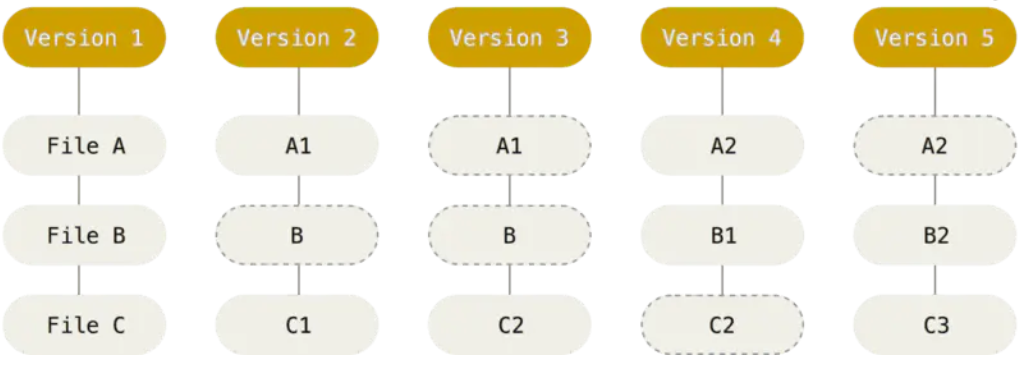 Version 1 Version 2 Version 3 Version 4 Version 5
File A A1 A1 A2 A2
File B B B B1 B2
File C C1 C2 C2 C3